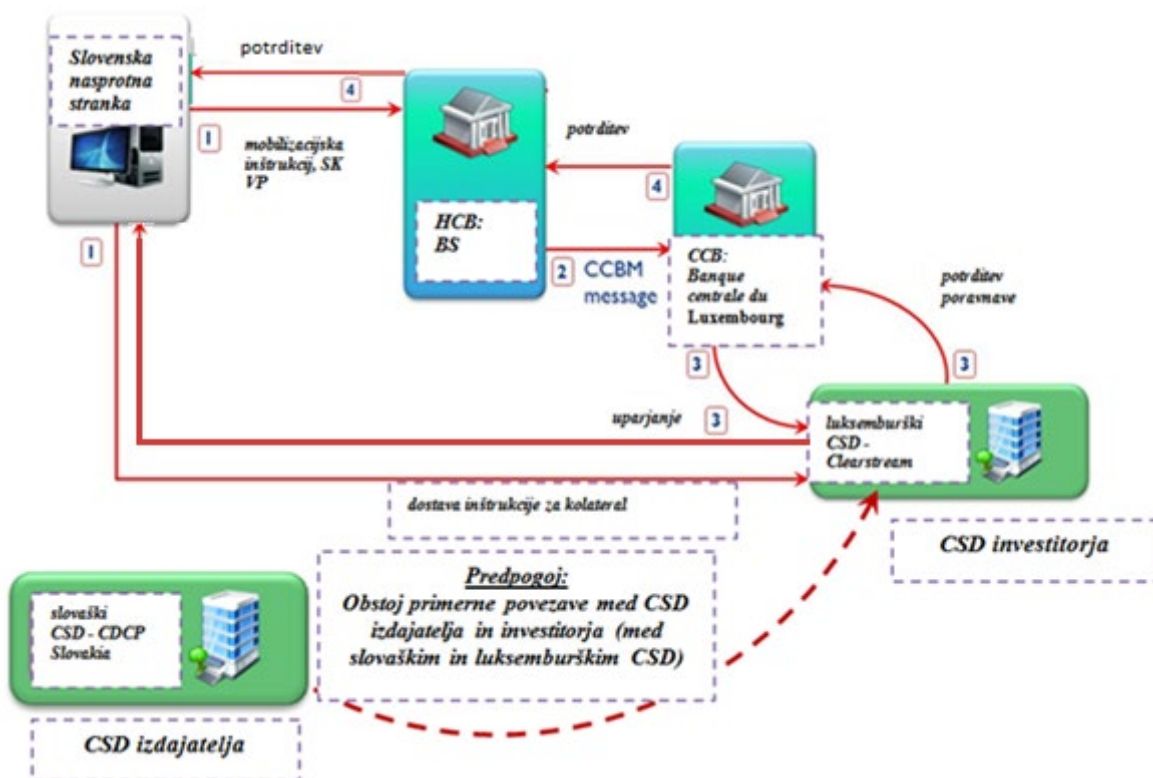 Slovenska
nasprotna
stranka
potrditev
4
1
mobilizacijska
inštrukcij, SK
VP
HCB:
BS
potrditev
4
2 CCBM
message
CCB:
Banque
centrale du
Luxembourg
potrditev
poravnave
1
3
3
uparjanje
3
luksemburški
CSD -
Clearstream
dostava inštrukcije za kolateral
CSD investitorja
Predpogoj:
Obstoj primerne povezave med CSD
izdajatelja in investitorja (med
slovaškim in luksemburškim CSD)
slovaški
CSD - CDCP
Slovakia
CSD izdajatelja